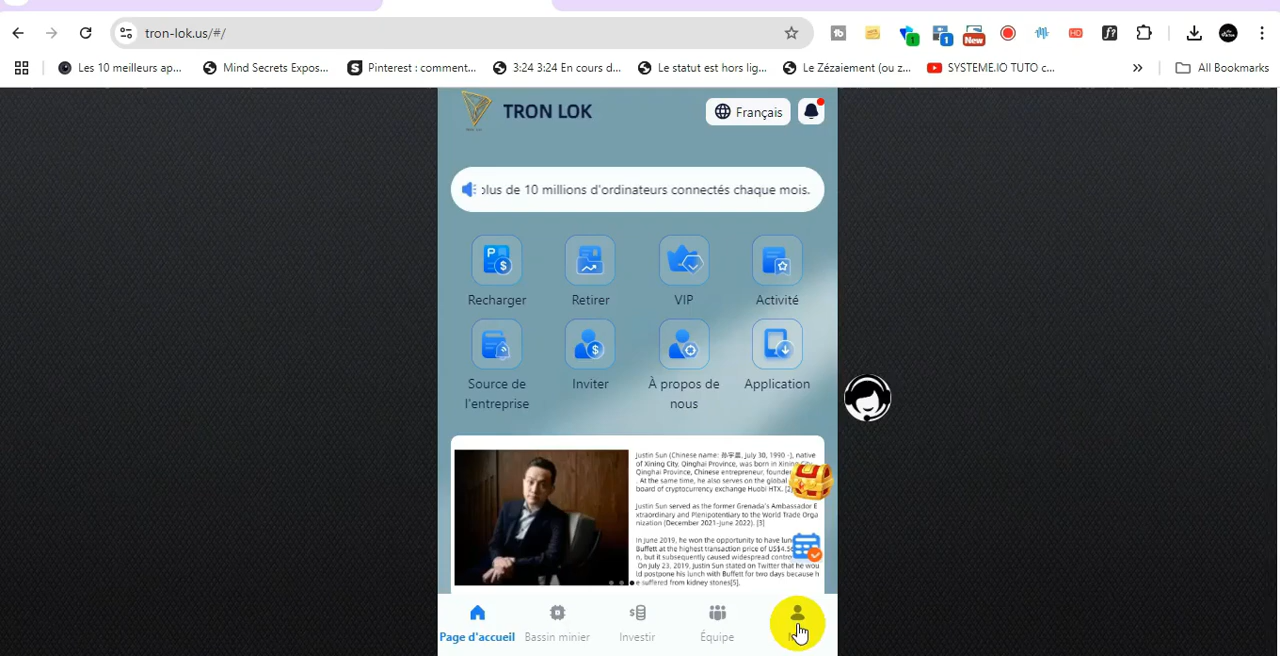 tron-lok.us/#/
1
1
New
HD
f?
Les 10 meilleurs ap...
Mind Secrets Expos...
Pinterest : comment...
3:24 3:24 En cours d...
Le statut est hors lig...
Le Zézaiement (ou z...
SYSTEME.IO TUTO c...
»
All Bookmarks
TRON LOK
Français
plus de 10 millions d'ordinateurs connectés chaque mois.
Recharger
Retirer
VIP
Activité
Source de
l'entreprise
Inviter
À propos de
nous
Application
Justin Sun (Chinese name: 孙宇晨, July 30, 1990 -), native
of Xining City, Qinghai Province, was born in Xining City,
Qinghai Province, Chinese entrepreneur, founder
. At the same time, he also serves on the global
board of cryptocurrency exchange Huobi HTX. [2]
Justin Sun served as the former Grenada's Ambassador E
xtraordinary and Plenipotentiary to the World Trade Orga
nization (December 2021-June 2022). [3]
In June 2019, he won the opportunity to have lun
Buffett at the highest transaction price of US$4.5
n, but it subsequently caused widespread contro
On July 23, 2019, Justin Sun stated on Twitter that he wou
ld postpone his lunch with Buffett for two days because h
e suffered from kidney stones[5].
Page d'accueil
Bassin minier
Investir
Équipe